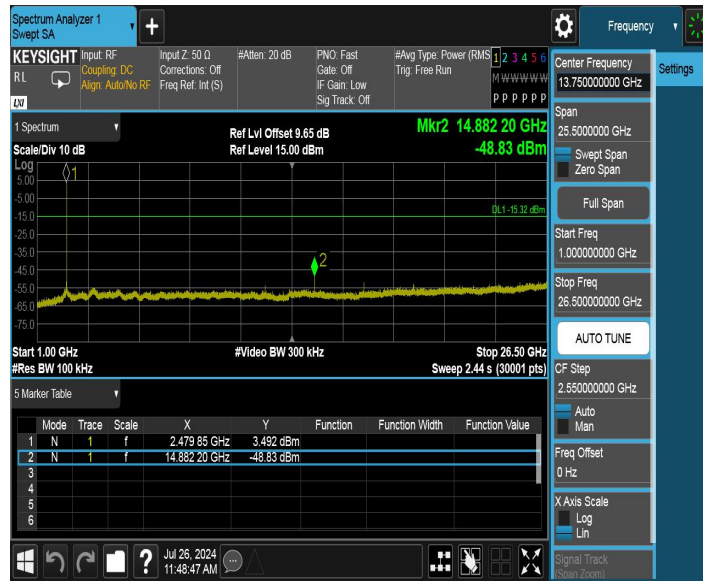 Spectrum Analyzer 1
Swept SA
+
Frequency
KEYSIGHT
RL
LXI
Input: RF
Coupling: DC
Align: Auto/No RF
Input Z: 50 Ω
Corrections: Off
Freq Ref: Int (S)
#Atten: 20 dB
PNO: Fast
Gate: Off
IF Gain: Low
Sig Track: Off
#Avg Type: Power (RMS
Trig: Free Run
1 2 3 4 5 6
M W W W W W
P P P P P P
1 Spectrum
Scale/Div 10 dB
Ref Lvl Offset 9.65 dB
Ref Level 15.00 dBm
Mkr2 14.882 20 GHz
-48.83 dBm
Log
5.00
-5.00
-15.0
-25.0
-35.0
-45.0
-55.0
-65.0
-75.0
1
DL1 -15.32 dBm
2
Start 1.00 GHz
#Res BW 100 kHz
#Video BW 300 kHz
Stop 26.50 GHz
Sweep 2.44 s (30001 pts)
5 Marker Table
Mode Trace Scale X Y Function Function Width Function Value
1 N 1 f 2.479 85 GHz 3.492 dBm
2 N 1 f 14.882 20 GHz -48.83 dBm
3
4
5
6
?
Jul 26, 2024
11:48:47 AM
Center Frequency
13.750000000 GHz
Settings
Span
25.5000000 GHz
Swept Span
Zero Span
Full Span
Start Freq
1.000000000 GHz
Stop Freq
26.500000000 GHz
AUTO TUNE
CF Step
2.550000000 GHz
Auto
Man
Freq Offset
0 Hz
X Axis Scale
Log
Lin
Signal Track
(Span Zoom)